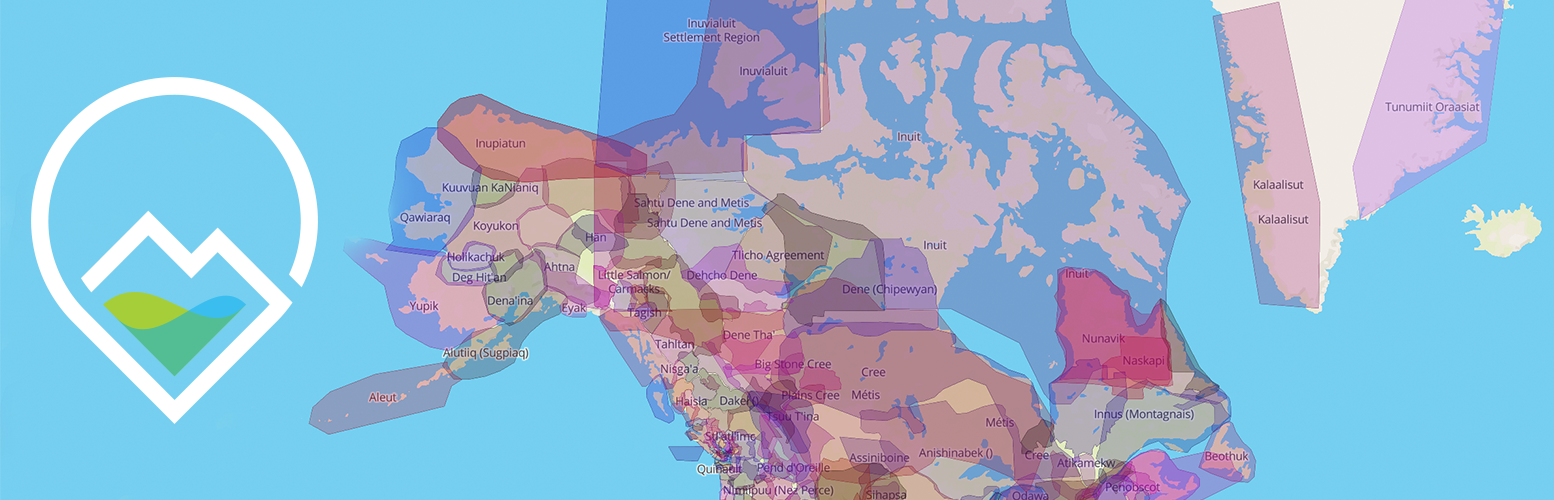 Inuvialuit
Settlement Region
Inuvialuit
Tunumiit Oraasiat
Inuit
Inupiatun
Kuuvuan KaNianiq
Kalaallisut
Sahtu Dene and Metis
Qawiaraq
Kalaallisut
Koyukon
Sahtu Dene and Metis
Han
Inuit
Holikachuk
Tlicho Agreement
Ahtna
Inuit
Deg Hit'an
Little Salmon/
Carmacks
Dehcho Dene
Dene (Chipewyan)
Dena'ina
Yupik
Eyak
Tagish
Dene Tha'
Nunavik
Tahltan
Alutiiq (Sugpiaq)
Naskapi
Big Stone Cree
Nisga'a
Cree
Aleut
Plains Cree
Métis
Haisla
Dakel ()
Innus (Montagnais)
Tsuu T'ina
Métis
St'at'imc
Anishinabek ()
Assiniboine
Cree
Beothuk
Atikamekw
Quinault
Pend d'Oreille
Penobscot
Nimiipuu (Nez Perce)
Sihapsa
Odawa